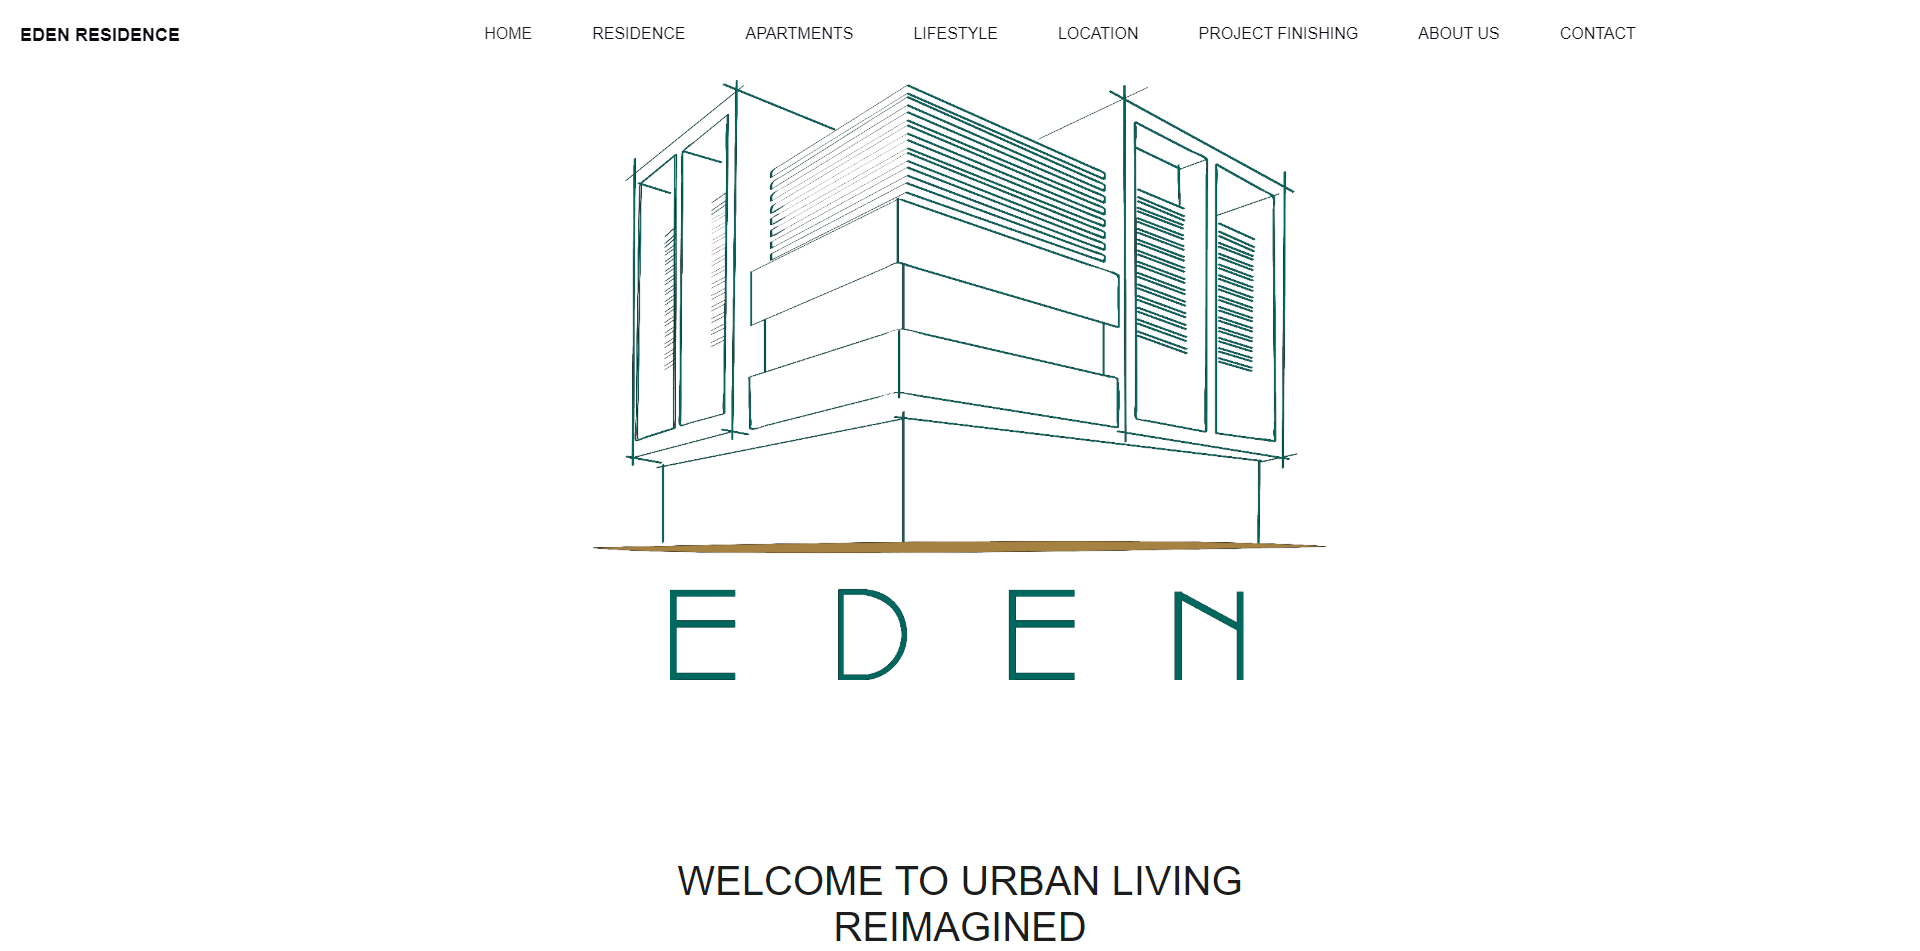 EDEN RESIDENCE
HOME RESIDENCE APARTMENTS LIFESTYLE LOCATION PROJECT FINISHING ABOUT US CONTACT
EDEN
WELCOME TO URBAN LIVING
REIMAGINED